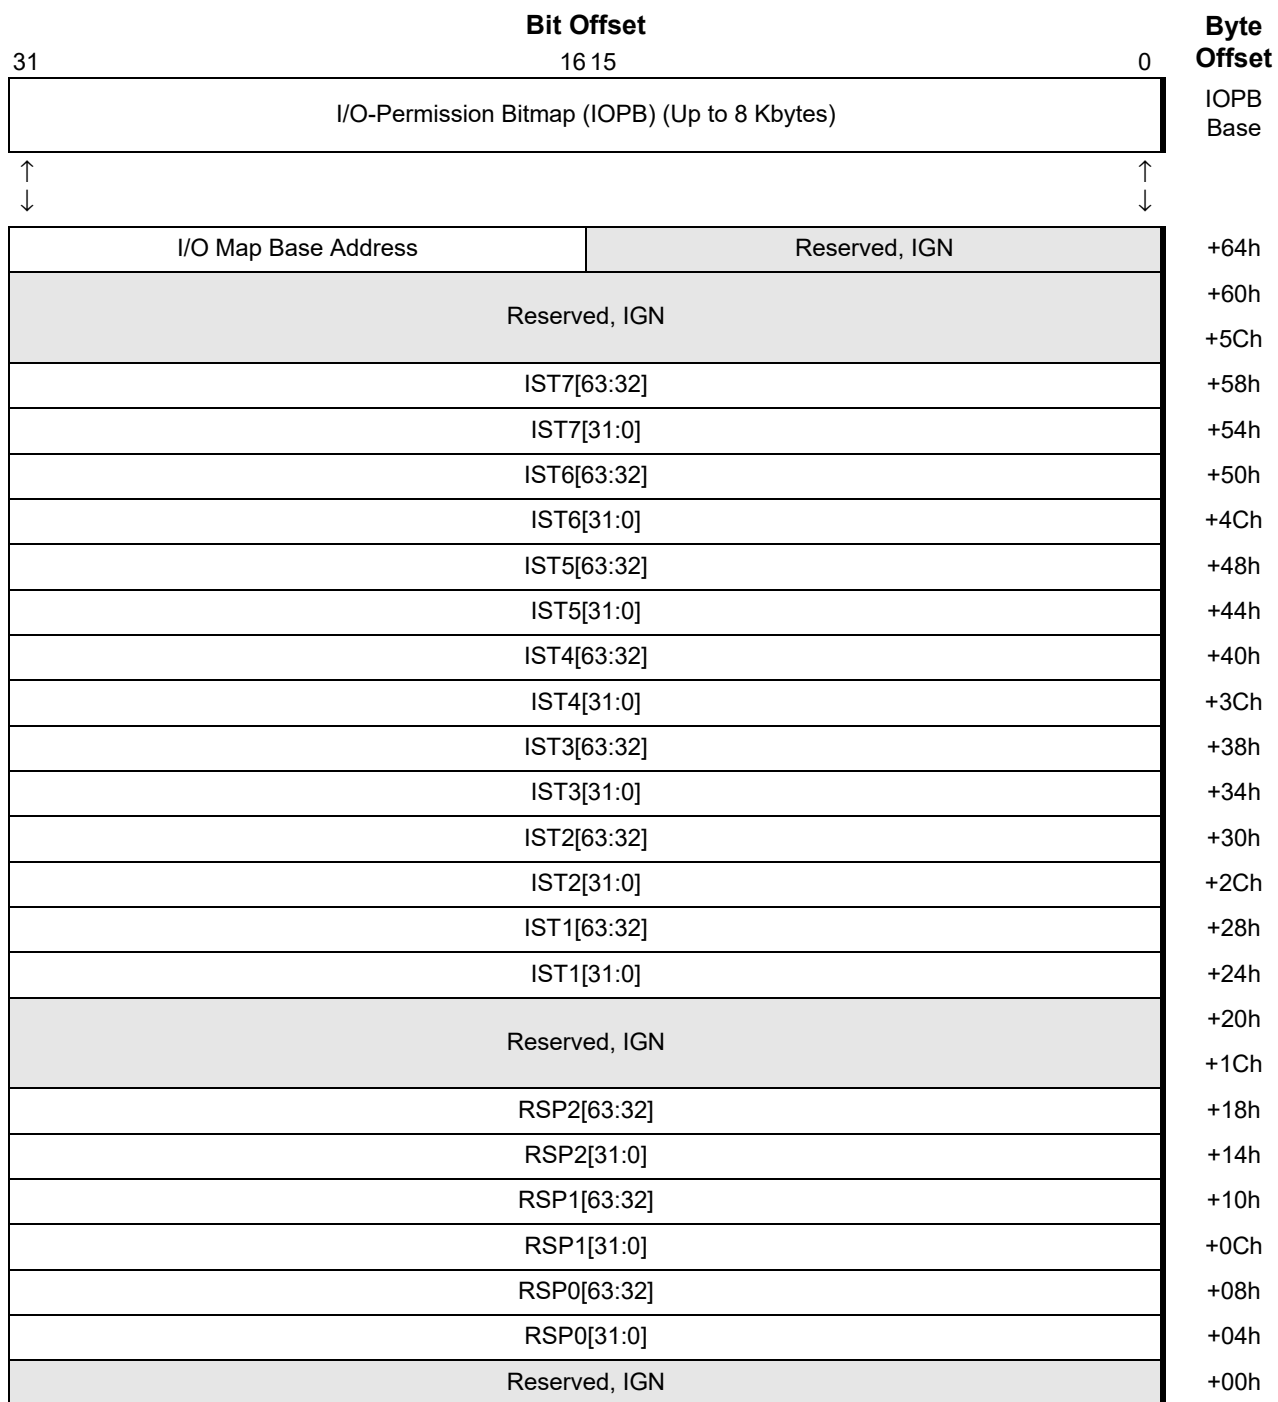 Bit Offset Byte Offset
31 16 15 0
I/O-Permission Bitmap (IOPB) (Up to 8 Kbytes) IOPB Base
↑ ↑
↓ ↓
I/O Map Base Address Reserved, IGN +64h
Reserved, IGN +60h
+5Ch
IST7[63:32] +58h
IST7[31:0] +54h
IST6[63:32] +50h
IST6[31:0] +4Ch
IST5[63:32] +48h
IST5[31:0] +44h
IST4[63:32] +40h
IST4[31:0] +3Ch
IST3[63:32] +38h
IST3[31:0] +34h
IST2[63:32] +30h
IST2[31:0] +2Ch
IST1[63:32] +28h
IST1[31:0] +24h
Reserved, IGN +20h
+1Ch
RSP2[63:32] +18h
RSP2[31:0] +14h
RSP1[63:32] +10h
RSP1[31:0] +0Ch
RSP0[63:32] +08h
RSP0[31:0] +04h
Reserved, IGN +00h